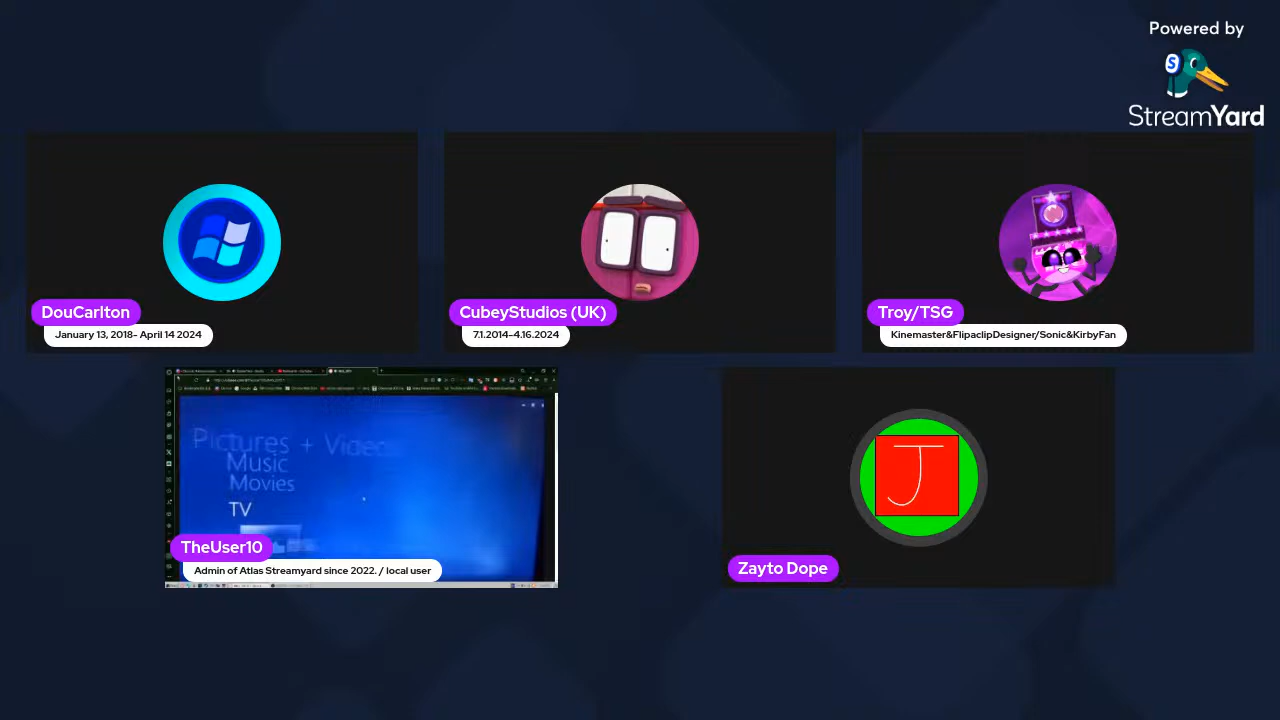 Powered by
S
StreamYard
DouCarlton
January 13, 2018- April 14 2024
CubeyStudios (UK)
7.1.2014-4.16.2024
Troy/TSG
Kinemaster&FlipaclipDesigner/Sonic&KirbyFan
Pictures + Videos
Music
Movies
TV
TheUser10
Admin of Atlas Streamyard since 2022. / local user
J
Zayto Dope